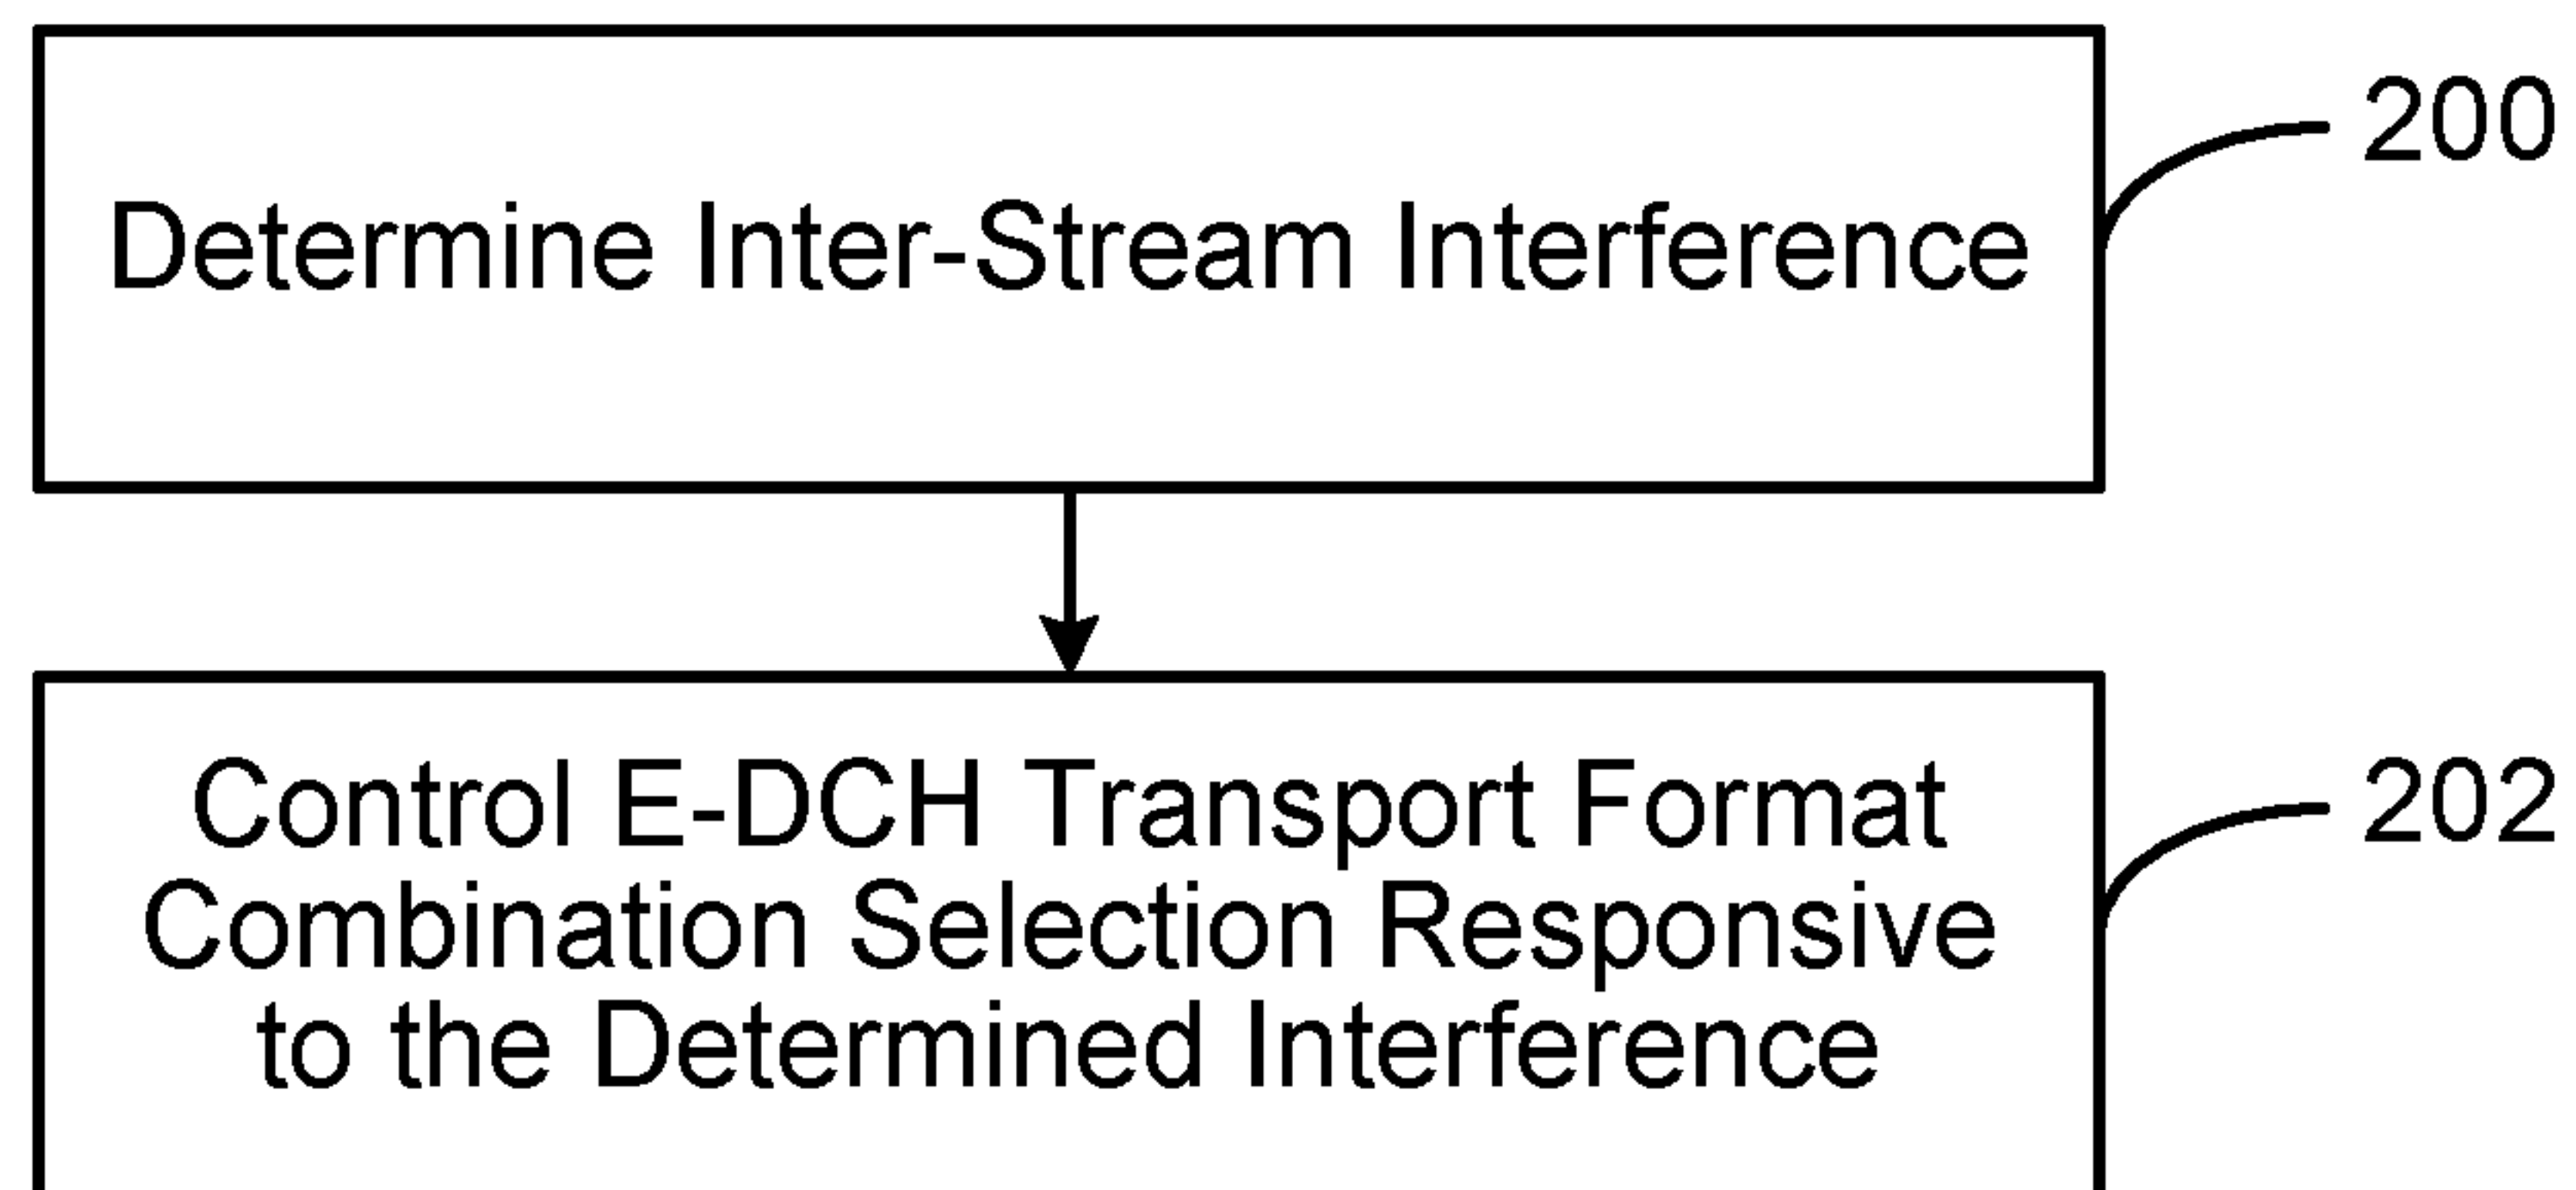 Determine Inter-Stream Interference
200
Control E-DCH Transport Format
Combination Selection Responsive
to the Determined Interference
202